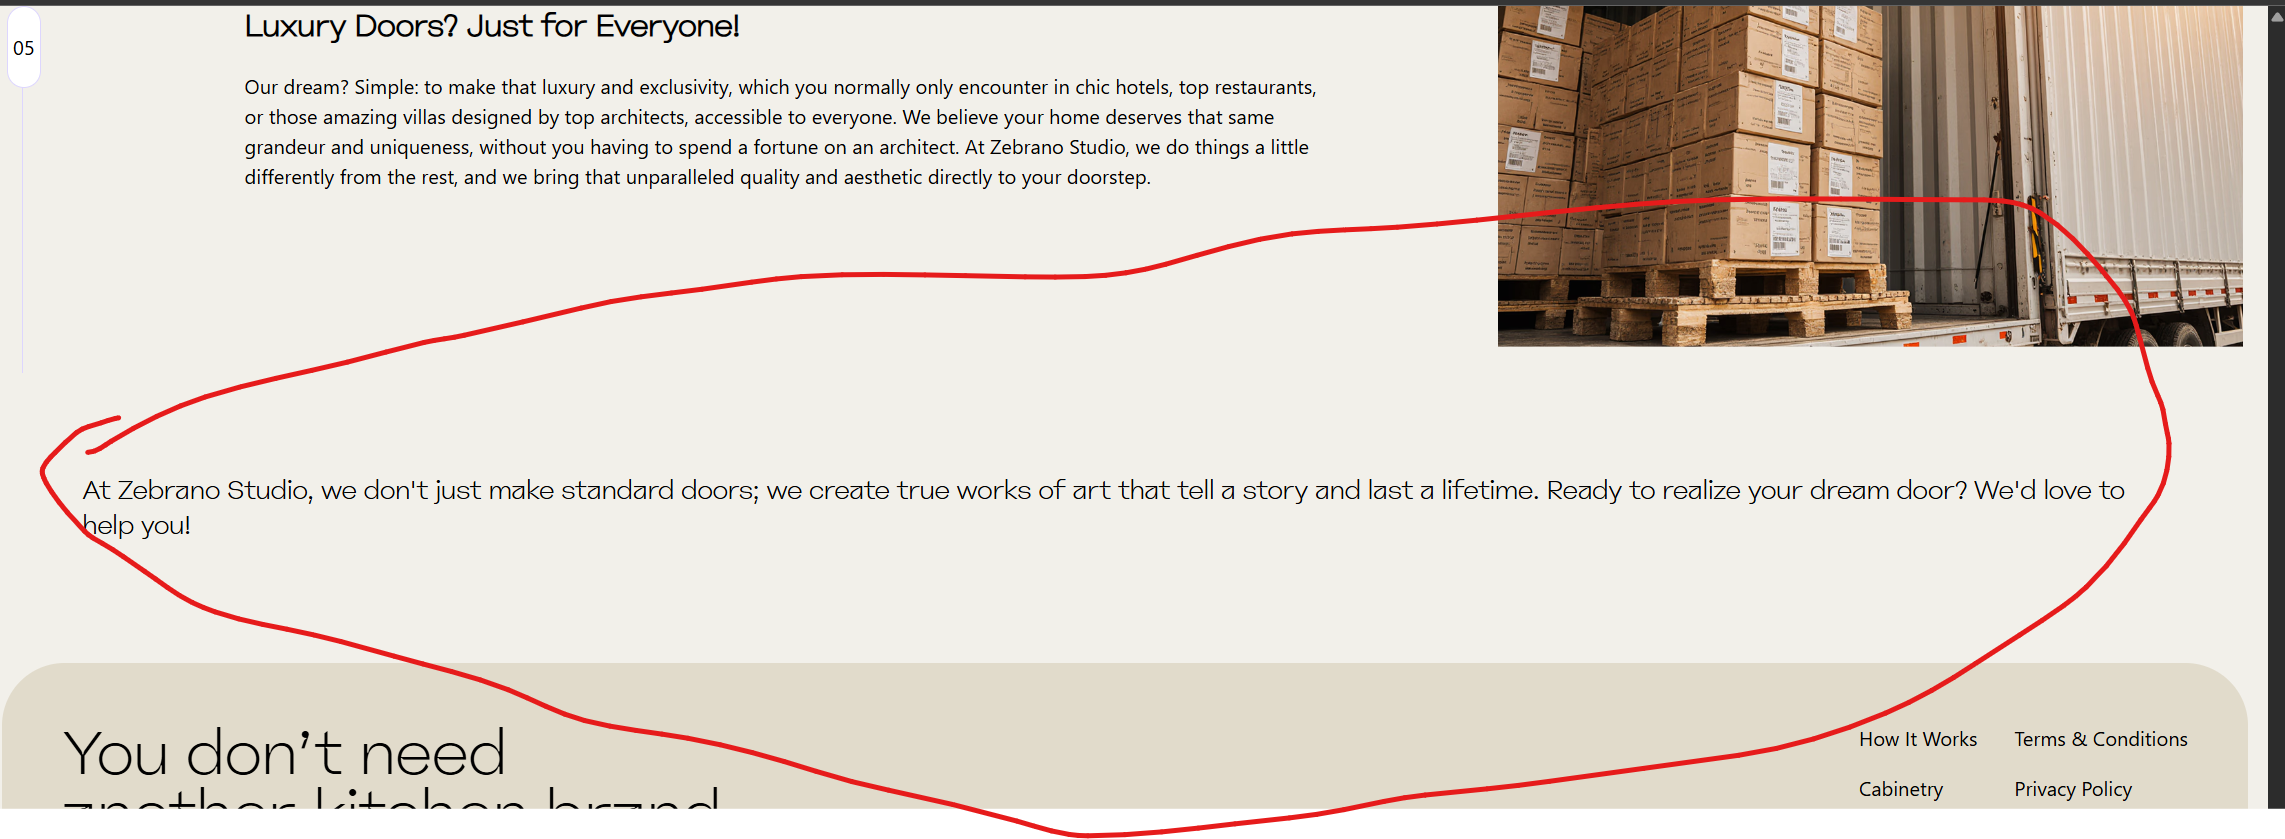 05
Luxury Doors? Just for Everyone!
Our dream? Simple: to make that luxury and exclusivity, which you normally only encounter in chic hotels, top restaurants,
or those amazing villas designed by top architects, accessible to everyone. We believe your home deserves that same
grandeur and uniqueness, without you having to spend a fortune on an architect. At Zebrano Studio, we do things a little
differently from the rest, and we bring that unparalleled quality and aesthetic directly to your doorstep.
At Zebrano Studio, we don't just make standard doors; we create true works of art that tell a story and last a lifetime. Ready to realize your dream door? We'd love to
help you!
You don’t need
another kitchen brand
How It Works
Cabinetry
Terms & Conditions
Privacy Policy